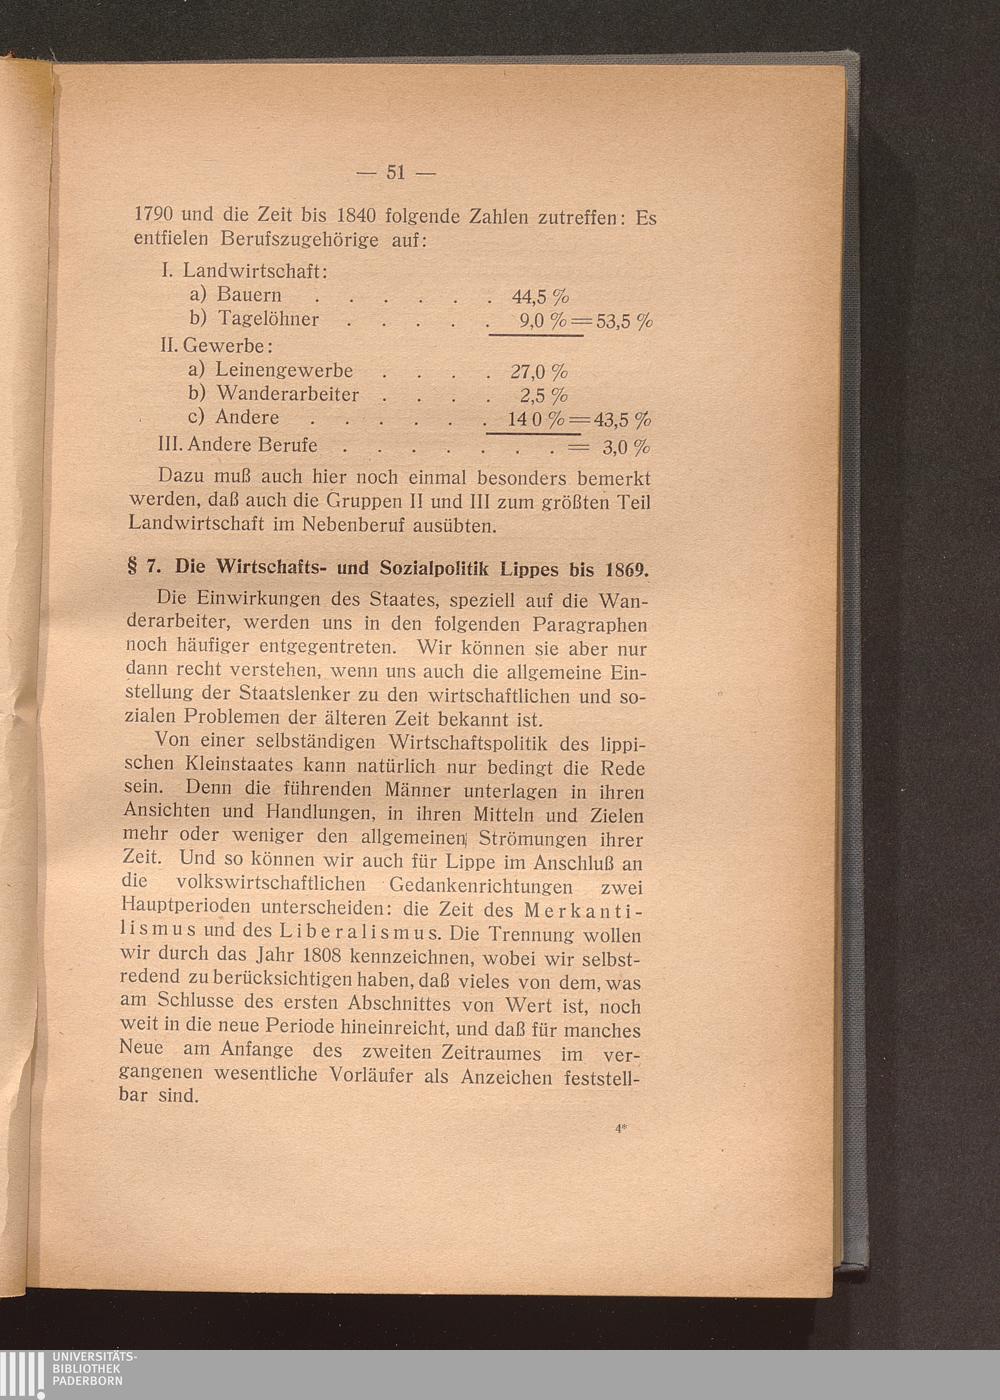 — 51 —
1790 und die Zeit bis 1840 folgende Zahlen zutreffen: Es
entfielen Berufszugehörige auf:
I. Landwirtschaft:
a) Bauern . . . . . . 44,5 %
b) Tagelöhner . . . . . 9,0 % = 53,5 %
II. Gewerbe:
a) Leinengewerbe . . . . 27,0 %
b) Wanderarbeiter . . . . 2,5 %
c) Andere . . . . . . 14 0 % = 43,5 %
III. Andere Berufe . . . . . . . = 3,0 %
Dazu muß auch hier noch einmal besonders bemerkt
werden, daß auch die Gruppen II und III zum größten Teil
Landwirtschaft im Nebenberuf ausübten.
§ 7. Die Wirtschafts- und Sozialpolitik Lippes bis 1869.
Die Einwirkungen des Staates, speziell auf die Wan-
derarbeiter, werden uns in den folgenden Paragraphen
noch häufiger entgegentreten. Wir können sie aber nur
dann recht verstehen, wenn uns auch die allgemeine Ein-
stellung der Staatslenker zu den wirtschaftlichen und so-
zialen Problemen der älteren Zeit bekannt ist.
Von einer selbständigen Wirtschaftspolitik des lippi-
schen Kleinstaates kann natürlich nur bedingt die Rede
sein. Denn die führenden Männer unterlagen in ihren
Ansichten und Handlungen, in ihren Mitteln und Zielen
mehr oder weniger den allgemeinen Strömungen ihrer
Zeit. Und so können wir auch für Lippe im Anschluß an
die volkswirtschaftlichen Gedankenrichtungen zwei
Hauptperioden unterscheiden: die Zeit des Merkanti-
lismus und des Liberalismus. Die Trennung wollen
wir durch das Jahr 1808 kennzeichnen, wobei wir selbst-
redend zu berücksichtigen haben, daß vieles von dem, was
am Schlusse des ersten Abschnittes von Wert ist, noch
weit in die neue Periode hineinreicht, und daß für manches
Neue am Anfange des zweiten Zeitraumes im ver-
gangenen wesentliche Vorläufer als Anzeichen feststell-
bar sind.
4*
UNIVERSITÄTS-
BIBLIOTHEK
PADERBORN